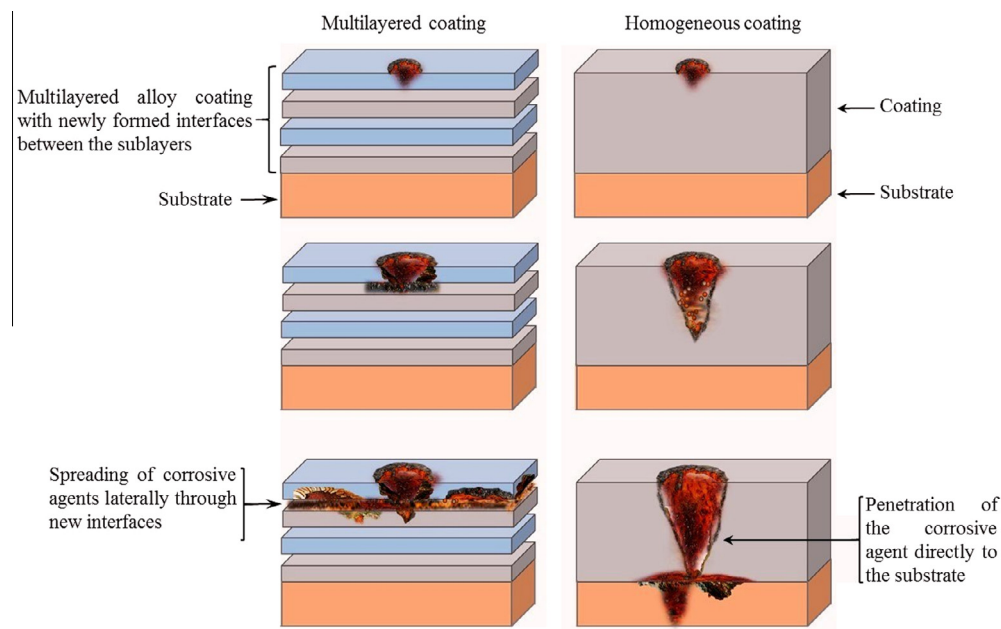 Multilayered coating
Homogeneous coating
Multilayered alloy coating
with newly formed interfaces
between the sublayers
Coating
Substrate
Substrate
Spreading of corrosive
agents laterally through
new interfaces
Penetration of
the corrosive
agent directly to
the substrate